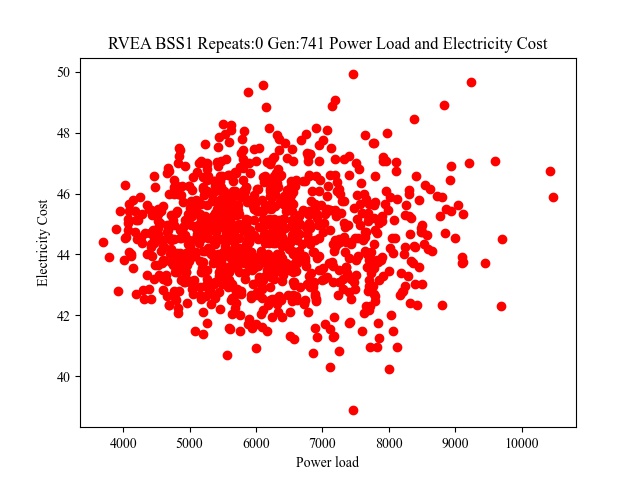 RVEA BSS1 Repeats:0 Gen:741 Power Load and Electricity Cost
50
48
46
44
42
40
Electricity Cost
4000 5000 6000 7000 8000 9000 10000
Power load